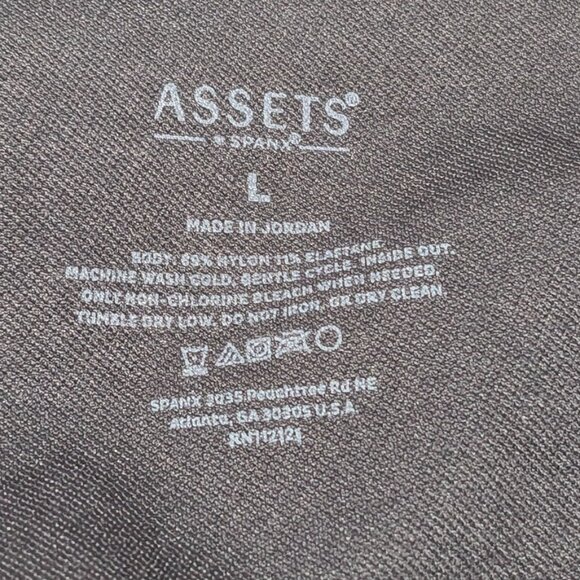 ASSETS®
SPANX®
L
MADE IN JORDAN
BODY: 89% NYLON 11% ELASTANE.
MACHINE WASH COLD, GENTLE CYCLE, INSIDE OUT.
ONLY NON-CHLORINE BLEACH WHEN NEEDED.
TUMBLE DRY LOW. DO NOT IRON, OR DRY CLEAN
SPANX 3035 Peachtree Rd NE
Atlanta, GA 30305 U.S.A.
RN112121